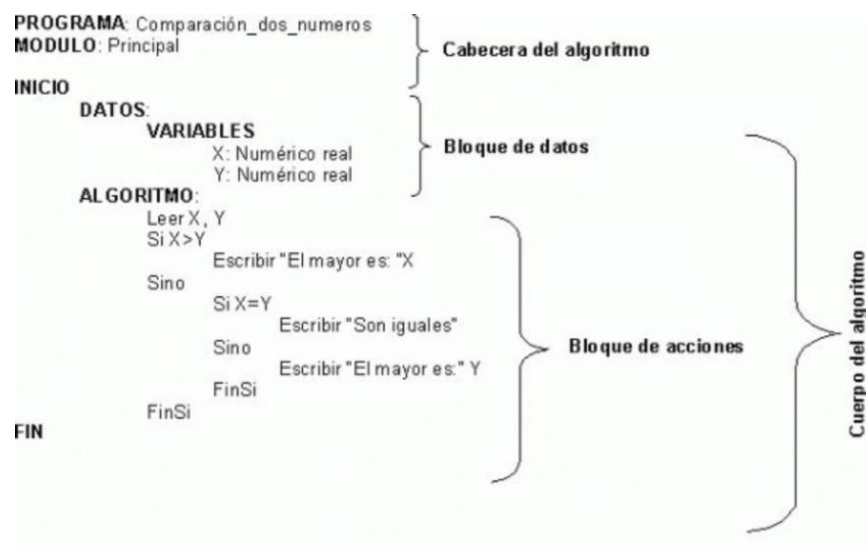 PROGRAMA: Comparación_dos_numeros
MODULO: Principal
Cabecera del algoritmo
INICIO
DATOS:
VARIABLES
X: Numérico real
Y: Numérico real
Bloque de datos
ALGORITMO:
Leer X, Y
Si X>Y
Escribir "El mayor es: "X
Sino
Si X=Y
Escribir "Son iguales"
Sino
Escribir "El mayor es:" Y
FinSi
FinSi
FIN
Bloque de acciones
Cuerpo del algoritmo